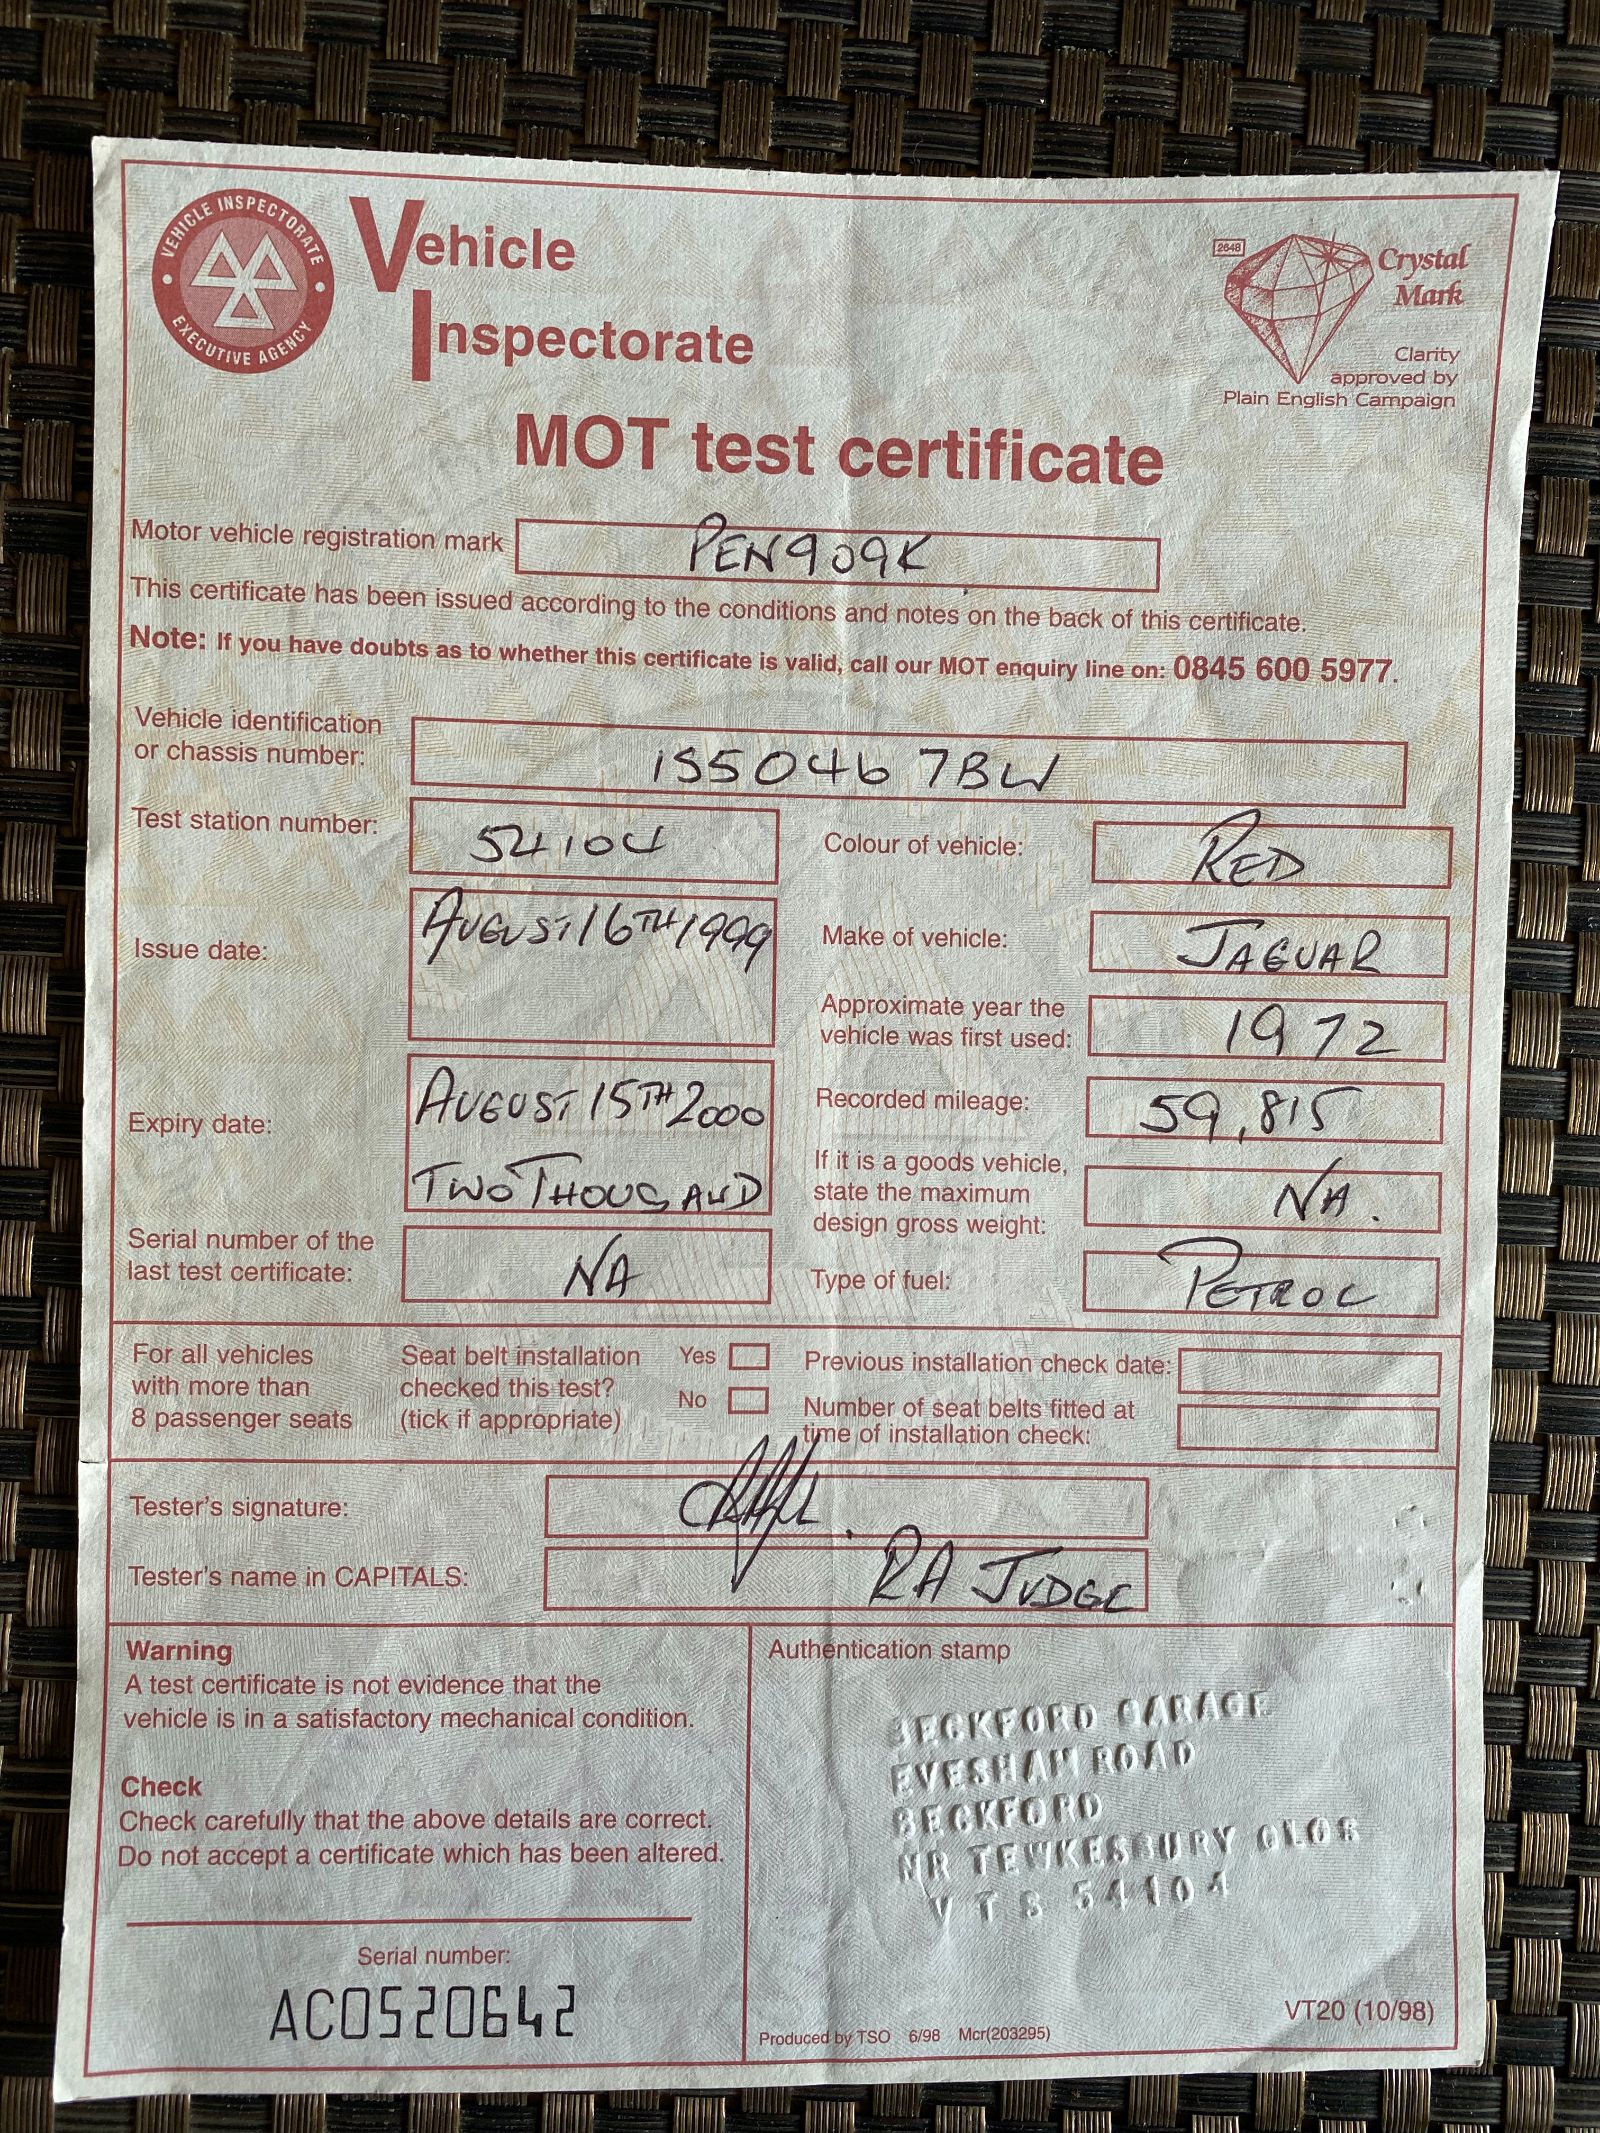 VEHICLE INSPECTORATE
EXECUTIVE AGENCY
Vehicle
Inspectorate
2648
Crystal
Mark
Clarity
approved by
Plain English Campaign
MOT test certificate
Motor vehicle registration mark PEN909K
This certificate has been issued according to the conditions and notes on the back of this certificate.
Note: If you have doubts as to whether this certificate is valid, call our MOT enquiry line on: 0845 600 5977.
Vehicle identification
or chassis number: 1S50467BW
Test station number: 54104
Colour of vehicle: RED
Issue date: AUGUST 16TH 1999
Make of vehicle: JAGUAR
Approximate year the
vehicle was first used: 1972
Expiry date: AUGUST 15TH 2000
TWO THOUSAND
Recorded mileage: 59,815
If it is a goods vehicle,
state the maximum
design gross weight: NA.
Serial number of the
last test certificate: NA
Type of fuel: PETROL
For all vehicles
with more than
8 passenger seats
Seat belt installation
checked this test?
(tick if appropriate)
Yes
No
Previous installation check date:
Number of seat belts fitted at
time of installation check:
Tester's signature:
Tester's name in CAPITALS: RA JUDGE
Warning
A test certificate is not evidence that the
vehicle is in a satisfactory mechanical condition.
Check
Check carefully that the above details are correct.
Do not accept a certificate which has been altered.
Serial number:
AC0520642
Authentication stamp
BECKFORD GARAGE
EVESHAM ROAD
BECKFORD
NR TEWKESBURY GLOS
VTS 54104
VT20 (10/98)
Produced by TSO 6/98 Mcr(203295)